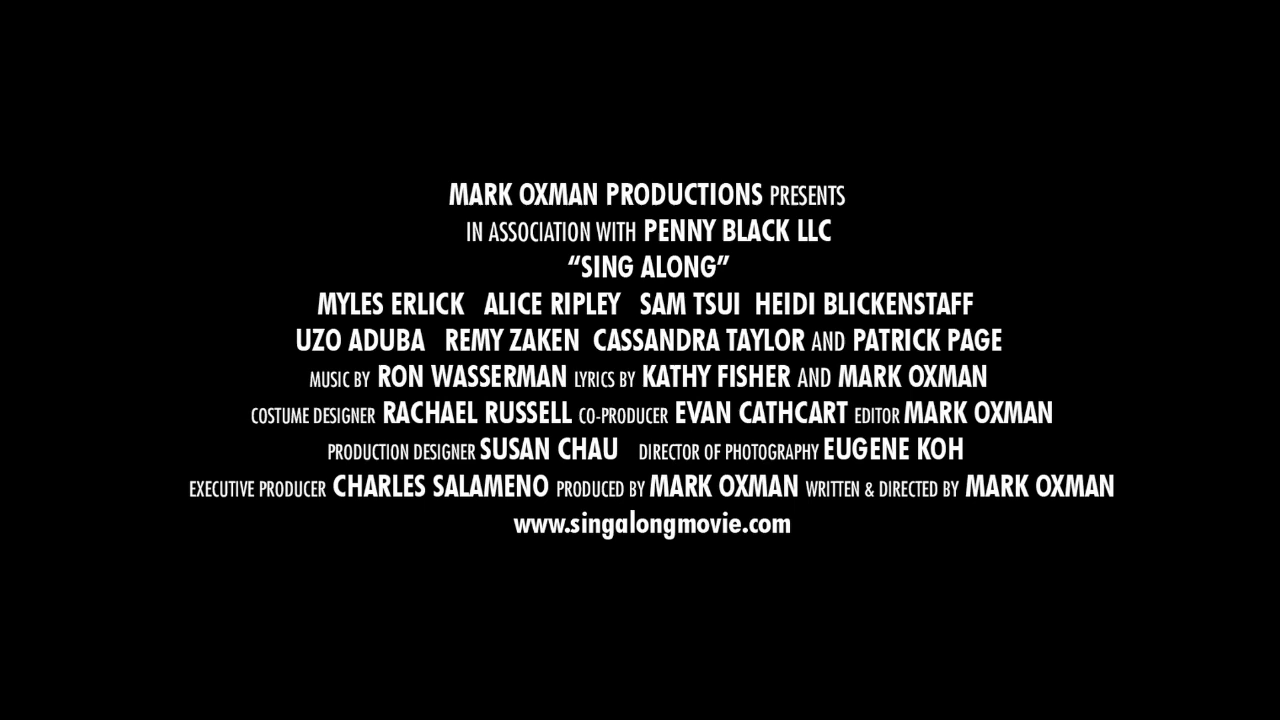 MARK OXMAN PRODUCTIONS PRESENTS
IN ASSOCIATION WITH PENNY BLACK LLC
“SING ALONG”
MYLES ERLICK ALICE RIPLEY SAM TSUI HEIDI BLICKENSTAFF
UZO ADUBA REMY ZAKEN CASSANDRA TAYLOR AND PATRICK PAGE
MUSIC BY RON WASSERMAN LYRICS BY KATHY FISHER AND MARK OXMAN
COSTUME DESIGNER RACHAEL RUSSELL CO-PRODUCER EVAN CATHCART EDITOR MARK OXMAN
PRODUCTION DESIGNER SUSAN CHAU DIRECTOR OF PHOTOGRAPHY EUGENE KOH
EXECUTIVE PRODUCER CHARLES SALAMENO PRODUCED BY MARK OXMAN WRITTEN & DIRECTED BY MARK OXMAN
www.singalongmovie.com